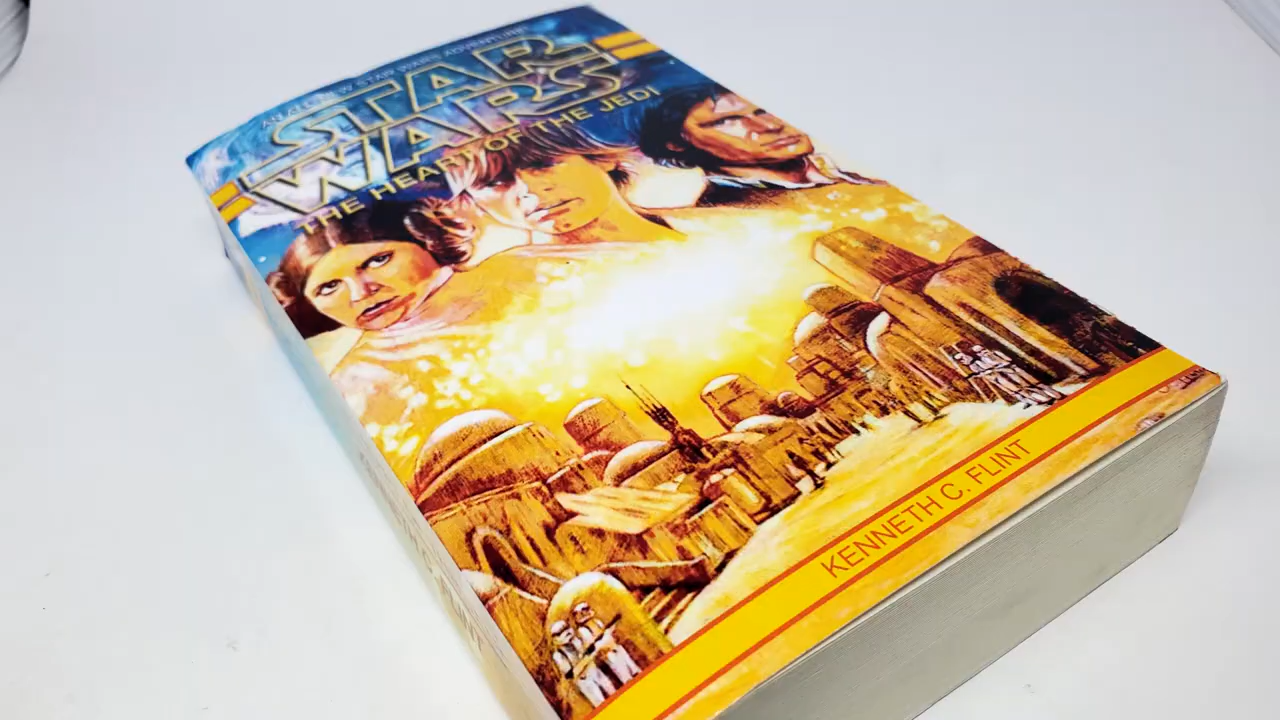 AN ALL NEW STAR WARS ADVENTURE!
STAR
WARS
THE HEART OF THE JEDI
KENNETH C. FLINT